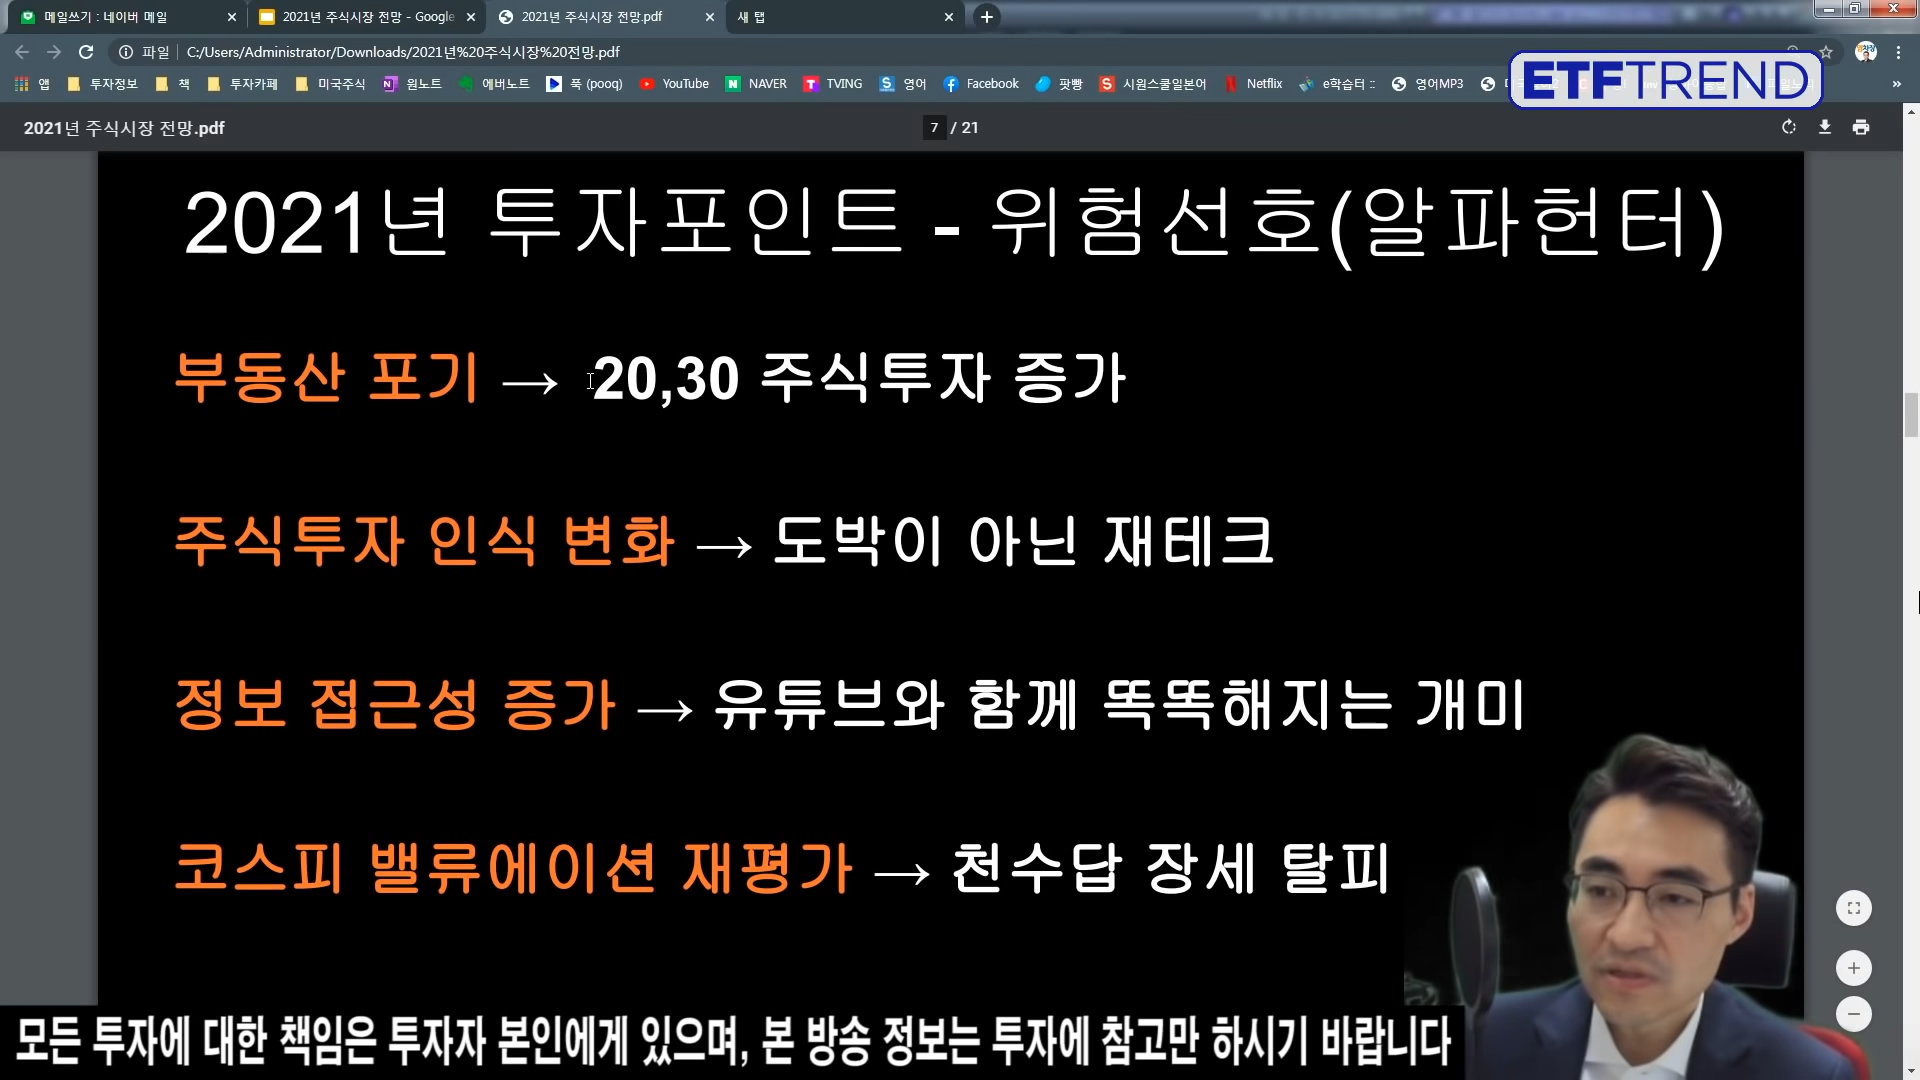 메일쓰기 : 네이버 메일
2021년 주식시장 전망 - Google
2021년 주식시장 전망.pdf
새 탭
파일 | C:/Users/Administrator/Downloads/2021년%20주식시장%20전망.pdf
앱 투자정보 책 투자카페 미국주식 원노트 에버노트 푹 (pooq) YouTube NAVER TVING 영어 Facebook 팟빵 시원스쿨일본어 Netflix e학습터 :: 영어MP3 »
ETFTREND
2021년 주식시장 전망.pdf
7 / 21
2021년 투자포인트 - 위험선호(알파헌터)
부동산 포기 → 20,30 주식투자 증가
주식투자 인식 변화 → 도박이 아닌 재테크
정보 접근성 증가 → 유튜브와 함께 똑똑해지는 개미
코스피 밸류에이션 재평가 → 천수답 장세 탈피
모든 투자에 대한 책임은 투자자 본인에게 있으며, 본 방송 정보는 투자에 참고만 하시기 바랍니다